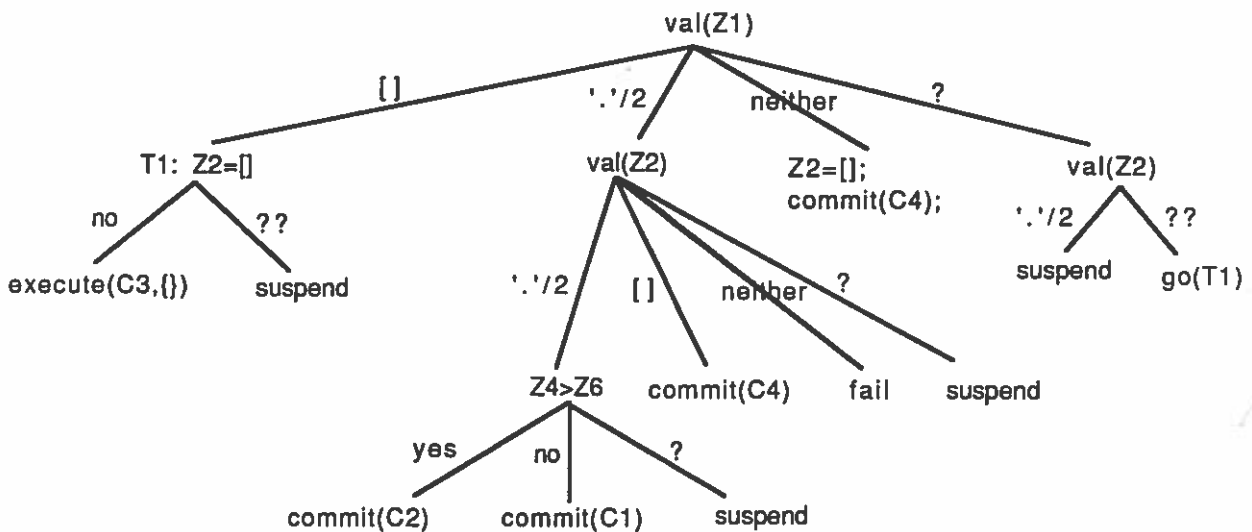 val(Z1)
[] '.'/2 neither ?
T1: Z2=[] val(Z2) Z2=[]; val(Z2)
commit(C4);
no ?? '.'/2 ??
execute(C3,{}) suspend '.'/2 [] neither ? suspend go(T1)
Z4>Z6 commit(C4) fail suspend
yes no ?
commit(C2) commit(C1) suspend